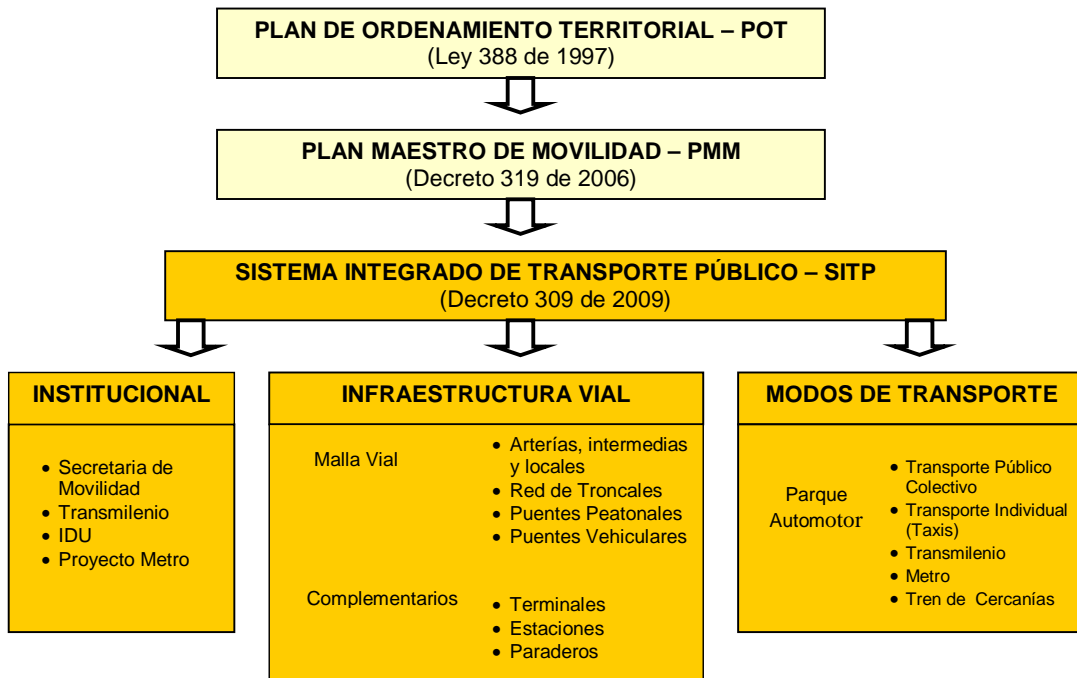 PLAN DE ORDENAMIENTO TERRITORIAL – POT
(Ley 388 de 1997)
PLAN MAESTRO DE MOVILIDAD – PMM
(Decreto 319 de 2006)
SISTEMA INTEGRADO DE TRANSPORTE PÚBLICO – SITP
(Decreto 309 de 2009)
INSTITUCIONAL
• Secretaria de
Movilidad
• Transmilenio
• IDU
• Proyecto Metro
INFRAESTRUCTURA VIAL
Malla Vial
• Arterías, intermedias
y locales
• Red de Troncales
• Puentes Peatonales
• Puentes Vehiculares
Complementarios
• Terminales
• Estaciones
• Paraderos
MODOS DE TRANSPORTE
Parque
Automotor
• Transporte Público
Colectivo
• Transporte Individual
(Taxis)
• Transmilenio
• Metro
• Tren de Cercanías